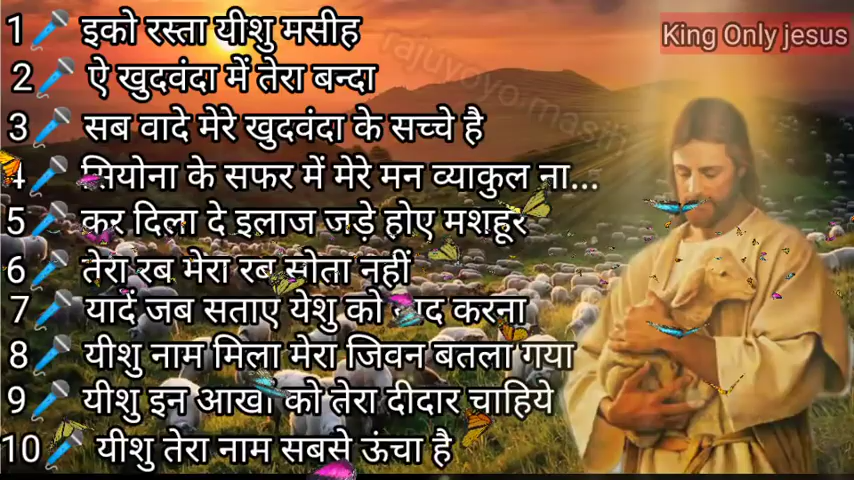 King Only jesus
1 इको रस्ता यीशु मसीह
2 ऐ खुदवंदा में तेरा बन्दा
3 सब वादे मेरे खुदवंदा के सच्चे है
4 सियोना के सफर में मेरे मन व्याकुल ना...
5 कर दिला दे इलाज जड़े होए मशहूर
6 तेरा रब मेरा रब सोता नहीं
7 यादें जब सताए येशु को याद करना
8 यीशु नाम मिला मेरा जिवन बतला गया
9 यीशु इन आखों को तेरा दीदार चाहिये
10 यीशु तेरा नाम सबसे ऊंचा है
rajuyoyo.masih